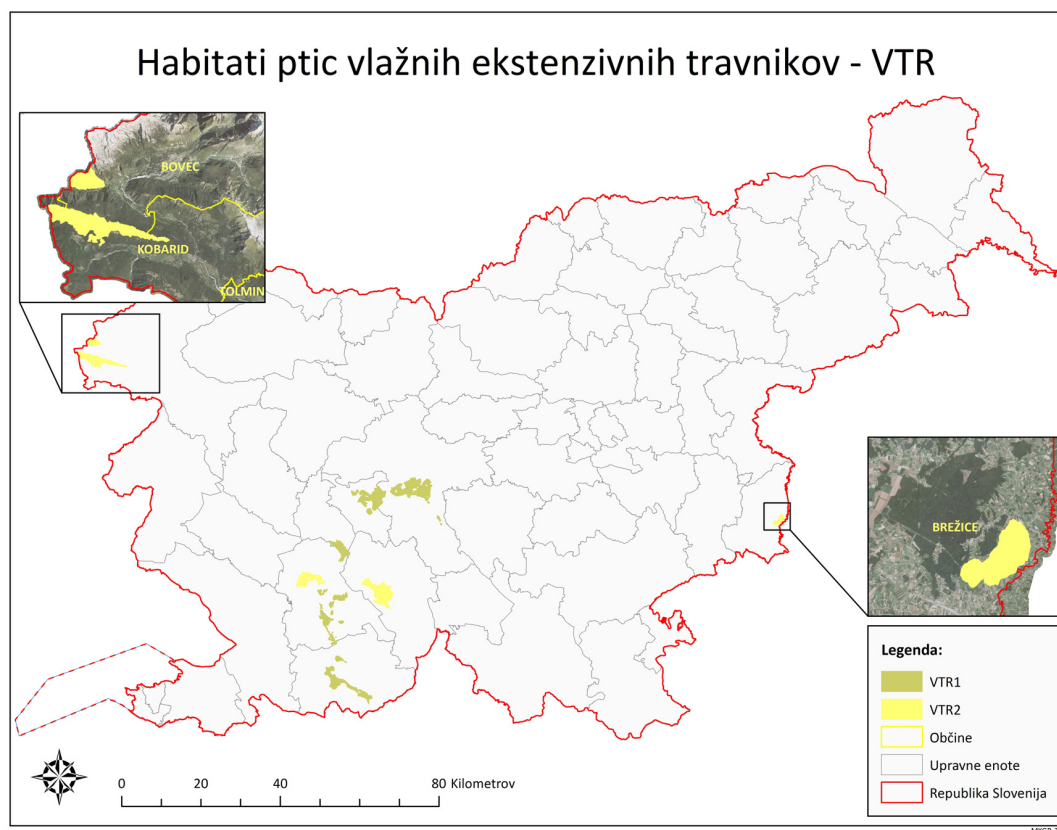 Habitati ptic vlažnih ekstenzivnih travnikov - VTR
BOVEC
KOBARID
TOLMIN
BREŽICE
Legenda:
VTR1
VTR2
Občine
Upravne enote
Republika Slovenija
0 20 40 80 Kilometrov